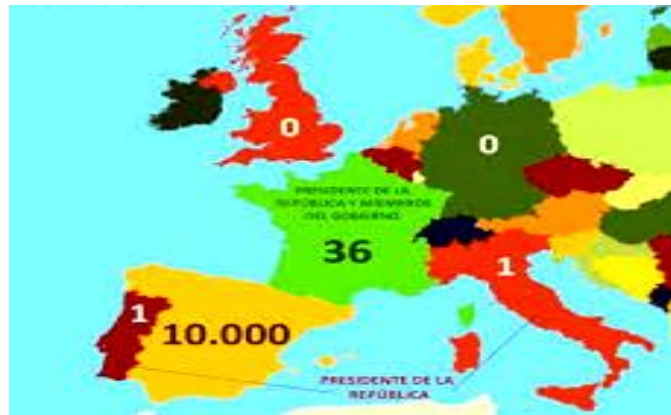 0
0
PRESIDENTE DE LA
REPÚBLICA Y MIEMBROS
DEL GOBIERNO
36
1
1
10.000
PRESIDENTE DE LA
REPÚBLICA